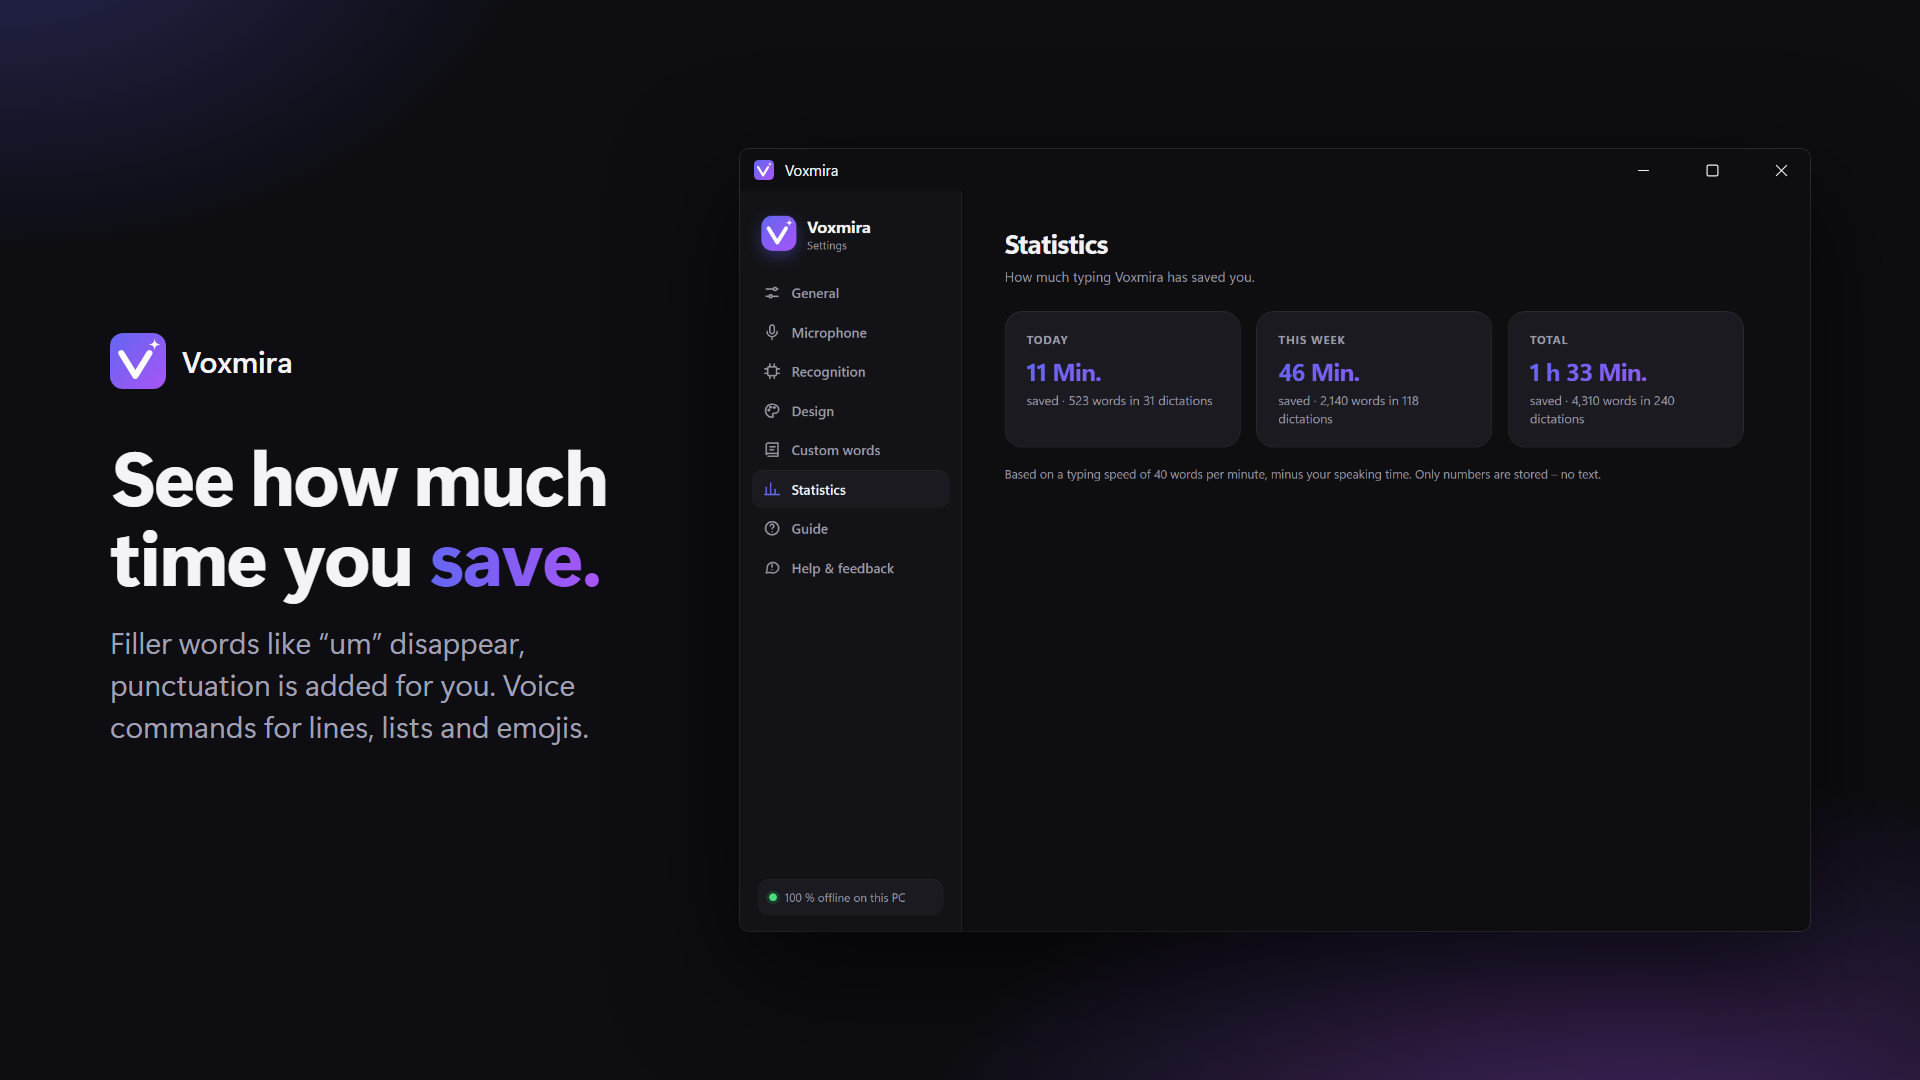 Voxmira
See how much
time you save.
Filler words like “um” disappear,
punctuation is added for you. Voice
commands for lines, lists and emojis.
Voxmira
Voxmira
Settings
General
Microphone
Recognition
Design
Custom words
Statistics
Guide
Help & feedback
100 % offline on this PC
Statistics
How much typing Voxmira has saved you.
TODAY
11 Min.
saved · 523 words in 31 dictations
THIS WEEK
46 Min.
saved · 2,140 words in 118
dictations
TOTAL
1 h 33 Min.
saved · 4,310 words in 240
dictations
Based on a typing speed of 40 words per minute, minus your speaking time. Only numbers are stored – no text.